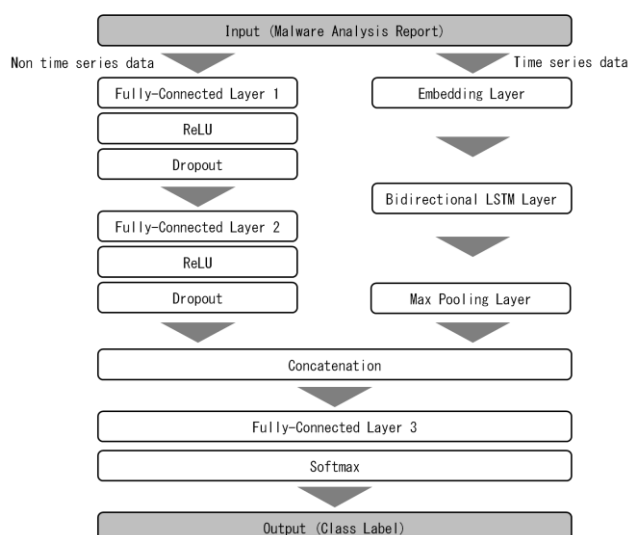 Input (Malware Analysis Report)
Non time series data
Time series data
Fully-Connected Layer 1
ReLU
Dropout
Fully-Connected Layer 2
ReLU
Dropout
Embedding Layer
Bidirectional LSTM Layer
Max Pooling Layer
Concatenation
Fully-Connected Layer 3
Softmax
Output (Class Label)